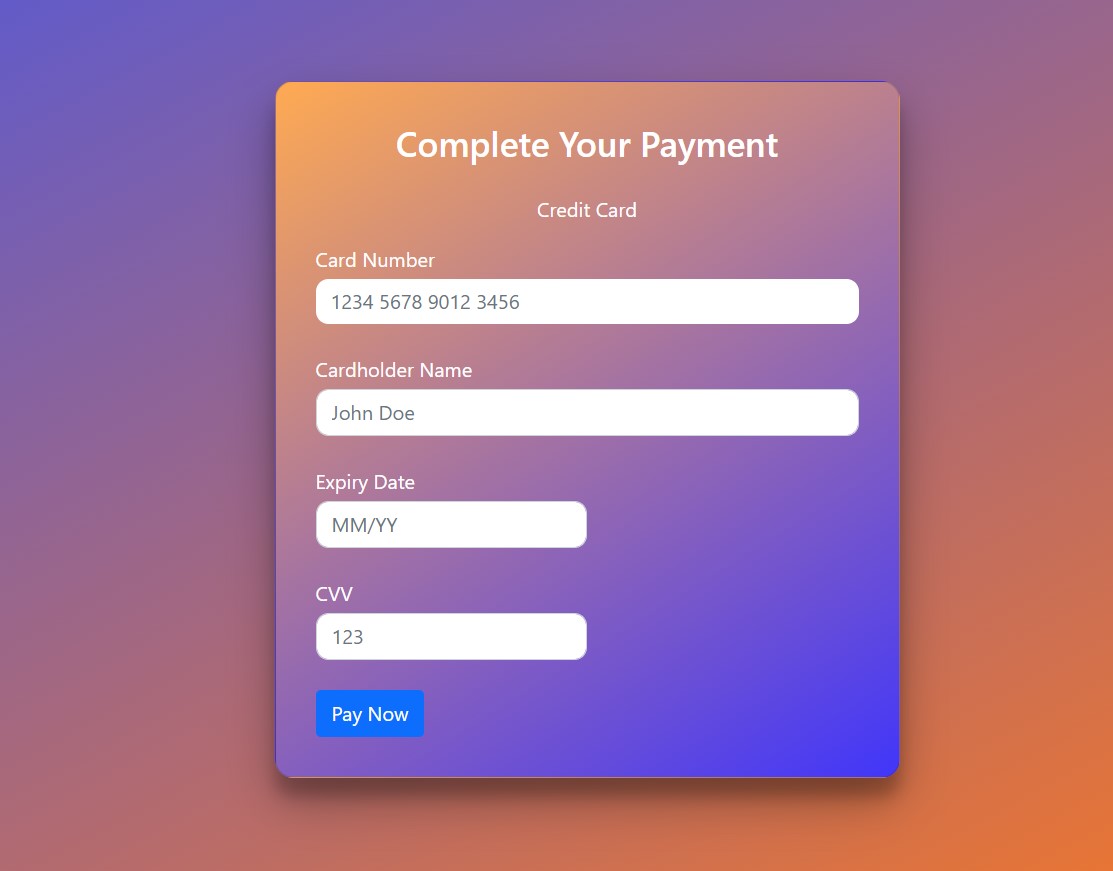 Complete Your Payment
Credit Card
Card Number
1234 5678 9012 3456
Cardholder Name
John Doe
Expiry Date
MM/YY
CVV
123
Pay Now